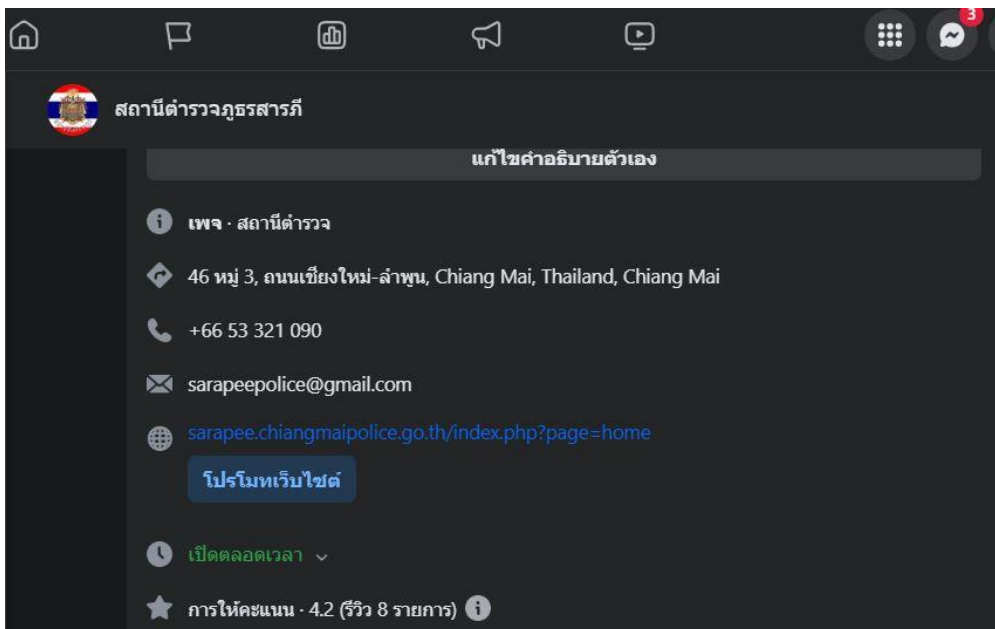 3
สถานีตำรวจภูธรสารภี
แก้ไขคำอธิบายตัวเอง
เพจ · สถานีตำรวจ
46 หมู่ 3, ถนนเชียงใหม่-ลำพูน, Chiang Mai, Thailand, Chiang Mai
+66 53 321 090
sarapeepolice@gmail.com
sarapee.chiangmaipolice.go.th/index.php?page=home
โปรโมทเว็บไซต์
เปิดตลอดเวลา
การให้คะแนน · 4.2 (รีวิว 8 รายการ)